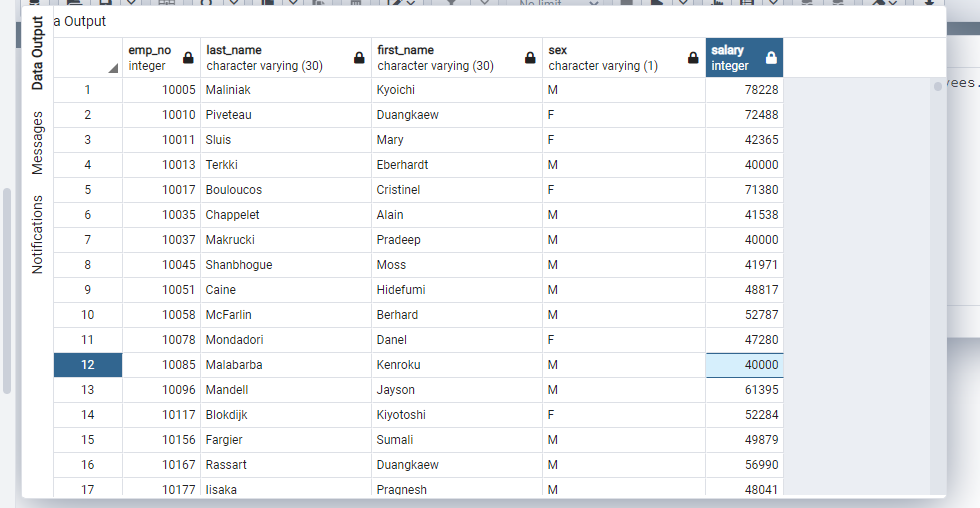 No limit
a Output
Data Output
Messages
Notifications
emp_no last_name first_name sex salary
integer character varying (30) character varying (30) character varying (1) integer
1 10005 Maliniak Kyoichi M 78228
2 10010 Piveteau Duangkaew F 72488
3 10011 Sluis Mary F 42365
4 10013 Terkki Eberhardt M 40000
5 10017 Bouloucos Cristinel F 71380
6 10035 Chappelet Alain M 41538
7 10037 Makrucki Pradeep M 40000
8 10045 Shanbhogue Moss M 41971
9 10051 Caine Hidefumi M 48817
10 10058 McFarlin Berhard M 52787
11 10078 Mondadori Danel F 47280
12 10085 Malabarba Kenroku M 40000
13 10096 Mandell Jayson M 61395
14 10117 Blokdijk Kiyotoshi F 52284
15 10156 Fargier Sumali M 49879
16 10167 Rassart Duangkaew M 56990
17 10177 Iisaka Pragnesh M 48041
yees.